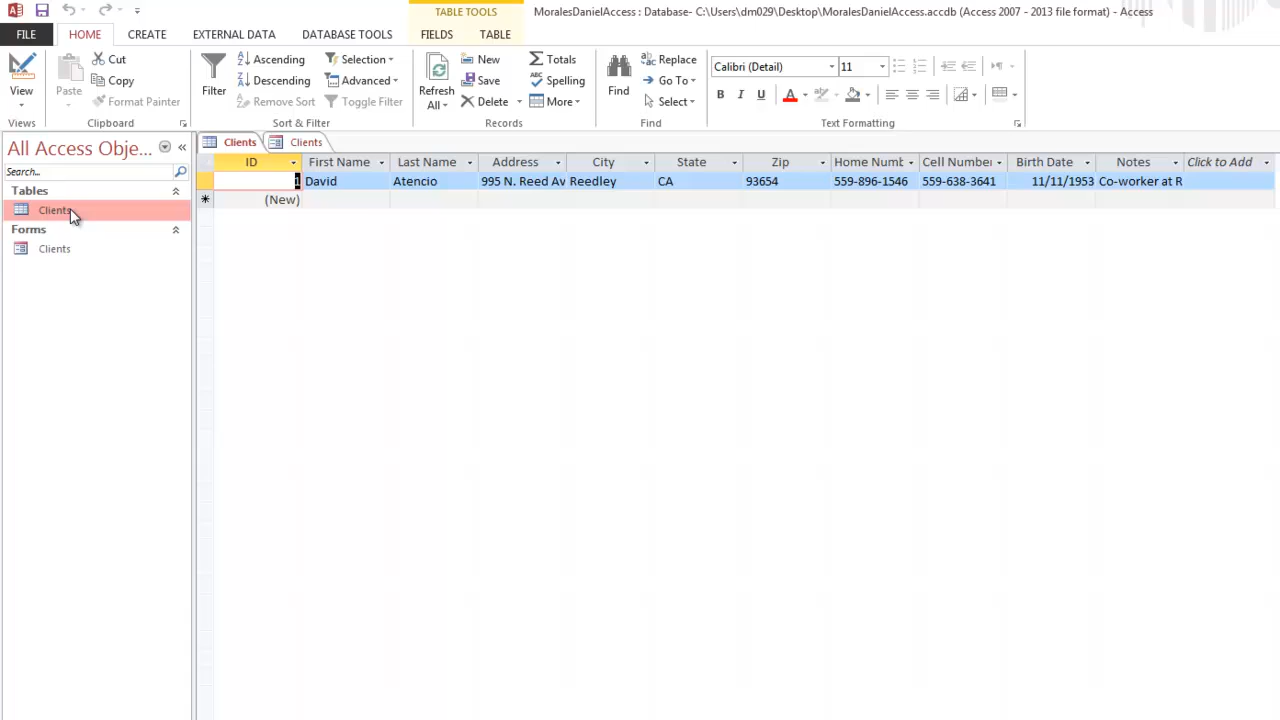 TABLE TOOLS
MoralesDanielAccess : Database- C:\Users\dm029\Desktop\MoralesDanielAccess.accdb (Access 2007 - 2013 file format) - Access
FILE HOME CREATE EXTERNAL DATA DATABASE TOOLS FIELDS TABLE
View
Views
Paste
Cut
Copy
Format Painter
Clipboard
Filter
Ascending
Descending
Remove Sort
Selection
Advanced
Toggle Filter
Sort & Filter
Refresh
All
New
Save
Delete
Totals
Spelling
More
Records
Find
Replace
Go To
Select
Find
Calibri (Detail) 11
B I U A
Text Formatting
All Access Obje...
Search...
Tables
Clients
Forms
Clients
Clients Clients
ID First Name Last Name Address City State Zip Home Numb Cell Number Birth Date Notes Click to Add
1 David Atencio 995 N. Reed Av Reedley CA 93654 559-896-1546 559-638-3641 11/11/1953 Co-worker at R
(New)